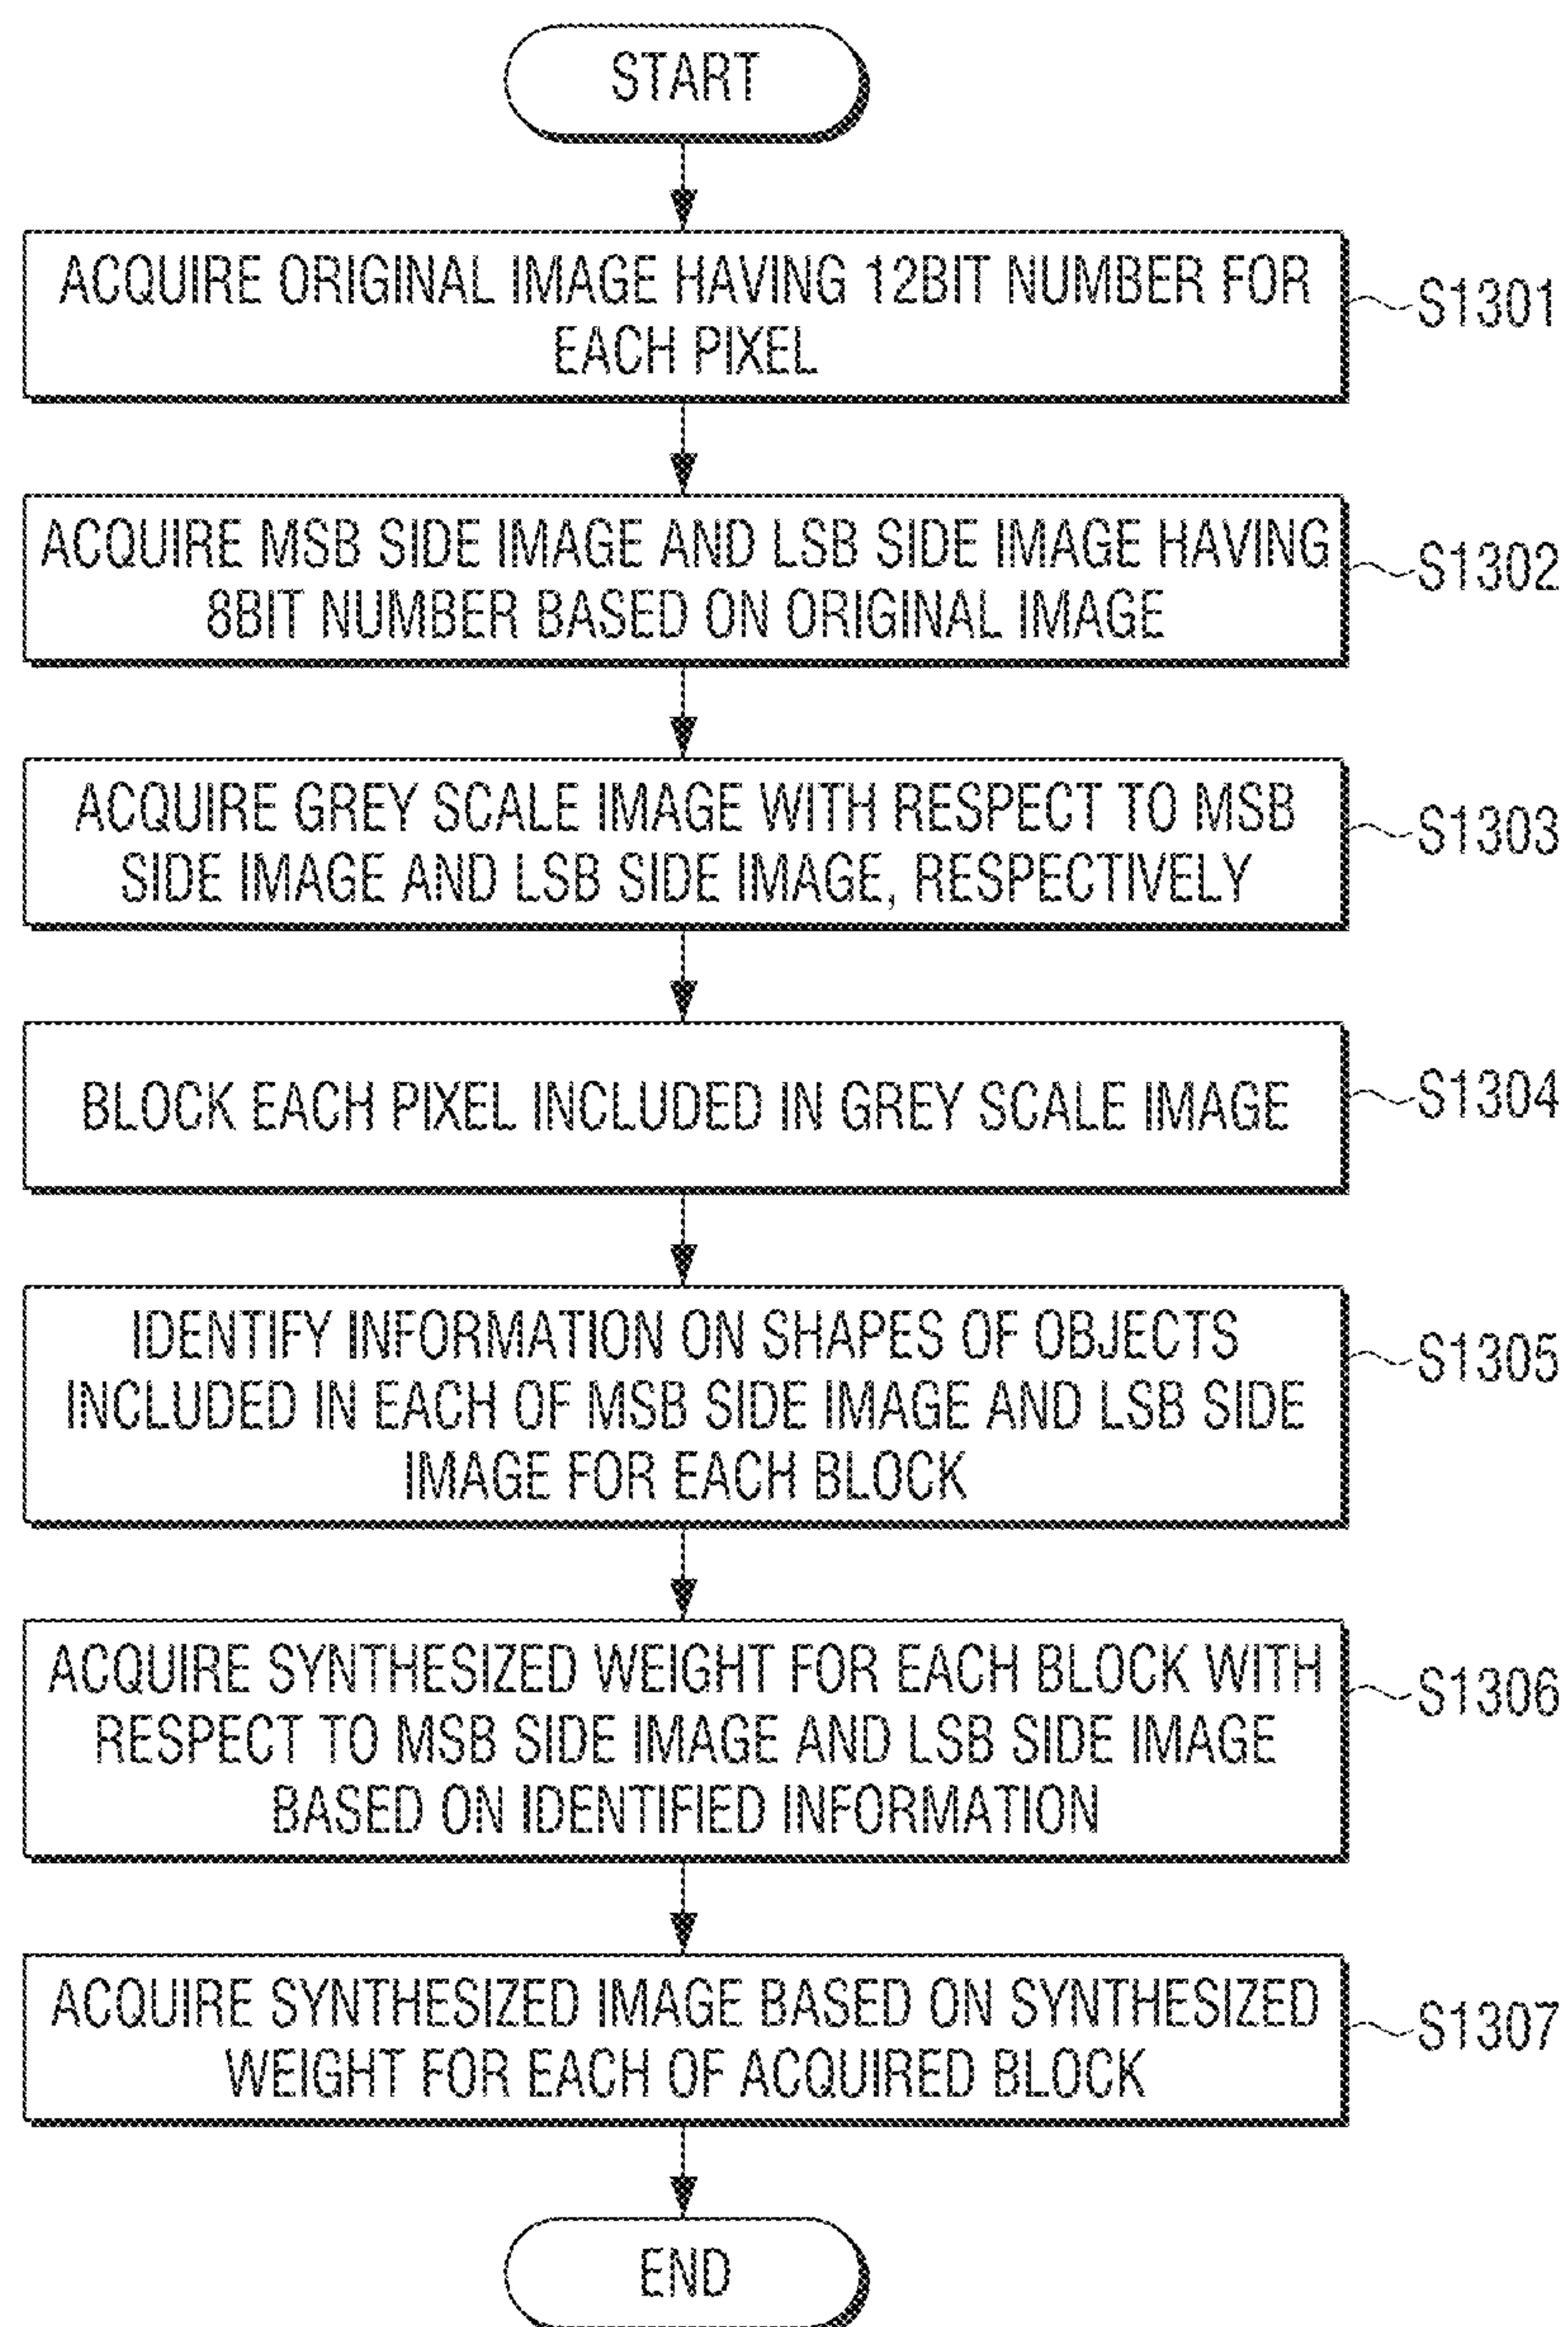 START
ACQUIRE ORIGINAL IMAGE HAVING 12BIT NUMBER FOR
EACH PIXEL
S1301
ACQUIRE MSB SIDE IMAGE AND LSB SIDE IMAGE HAVING
8BIT NUMBER BASED ON ORIGINAL IMAGE
S1302
ACQUIRE GREY SCALE IMAGE WITH RESPECT TO MSB
SIDE IMAGE AND LSB SIDE IMAGE, RESPECTIVELY
S1303
BLOCK EACH PIXEL INCLUDED IN GREY SCALE IMAGE
S1304
IDENTIFY INFORMATION ON SHAPES OF OBJECTS
INCLUDED IN EACH OF MSB SIDE IMAGE AND LSB SIDE
IMAGE FOR EACH BLOCK
S1305
ACQUIRE SYNTHESIZED WEIGHT FOR EACH BLOCK WITH
RESPECT TO MSB SIDE IMAGE AND LSB SIDE IMAGE
BASED ON IDENTIFIED INFORMATION
S1306
ACQUIRE SYNTHESIZED IMAGE BASED ON SYNTHESIZED
WEIGHT FOR EACH OF ACQUIRED BLOCK
S1307
END